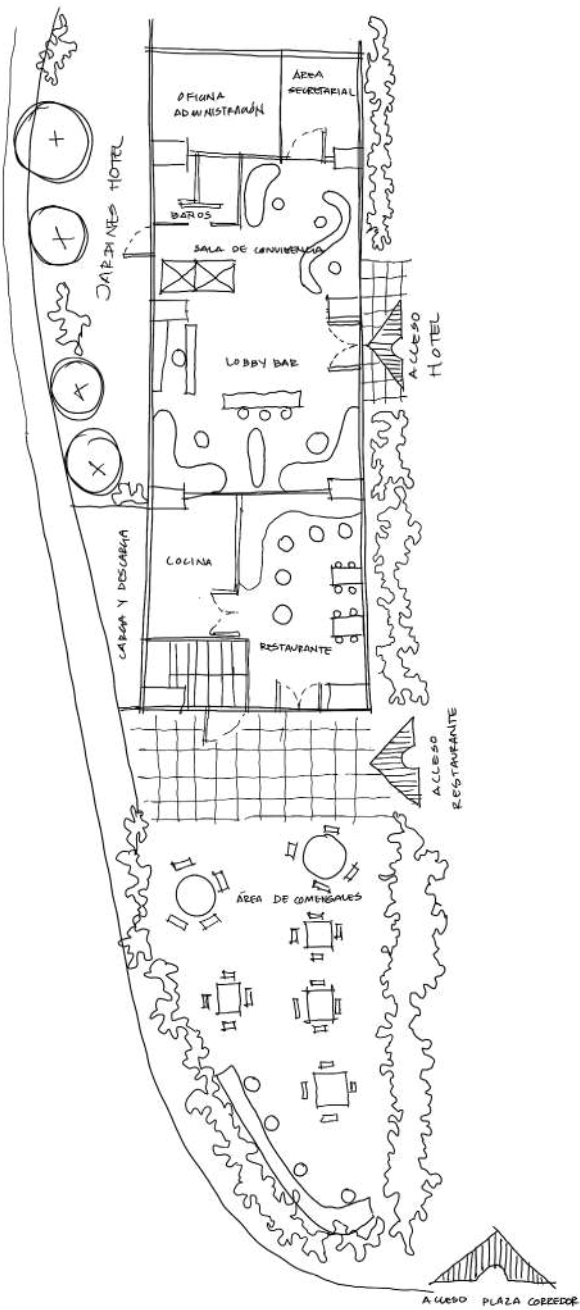 OFICINA
ADMINISTRACIÓN
ÁREA
SECRETARIAL
JARDINES HOTEL
BAÑOS
SALA DE CONVIVENCIA
ACCESO
HOTEL
LOBBY BAR
CARGA Y DESCARGA
COCINA
RESTAURANTE
ACCESO
RESTAURANTE
ÁREA DE COMENSALES
ACCESO PLAZA CORREDOR